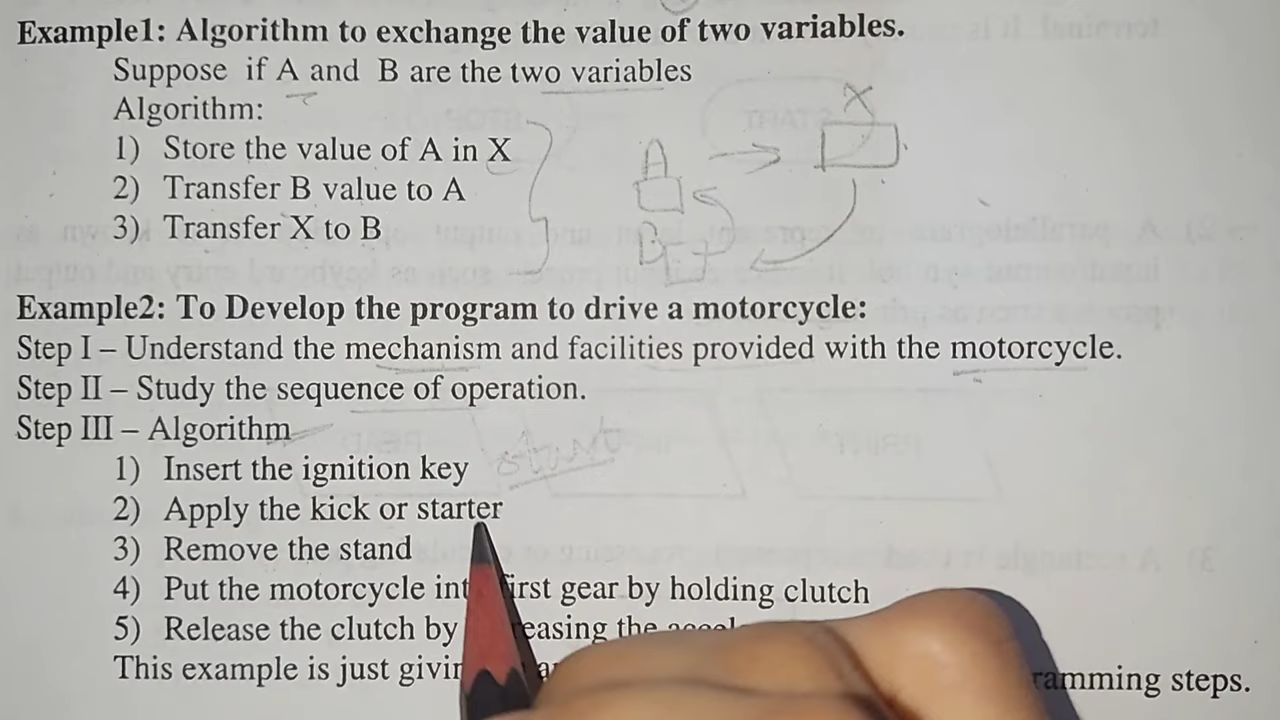 Example1: Algorithm to exchange the value of two variables.
Suppose if A and B are the two variables
Algorithm:
X
1) Store the value of A in X
A
2) Transfer B value to A
3) Transfer X to B
B
Example2: To Develop the program to drive a motorcycle:
Step I – Understand the mechanism and facilities provided with the motorcycle.
Step II – Study the sequence of operation.
Step III – Algorithm
1) Insert the ignition key start
2) Apply the kick or starter
3) Remove the stand
4) Put the motorcycle first gear by holding clutch
5) Release the clutch by the
This example is just steps.